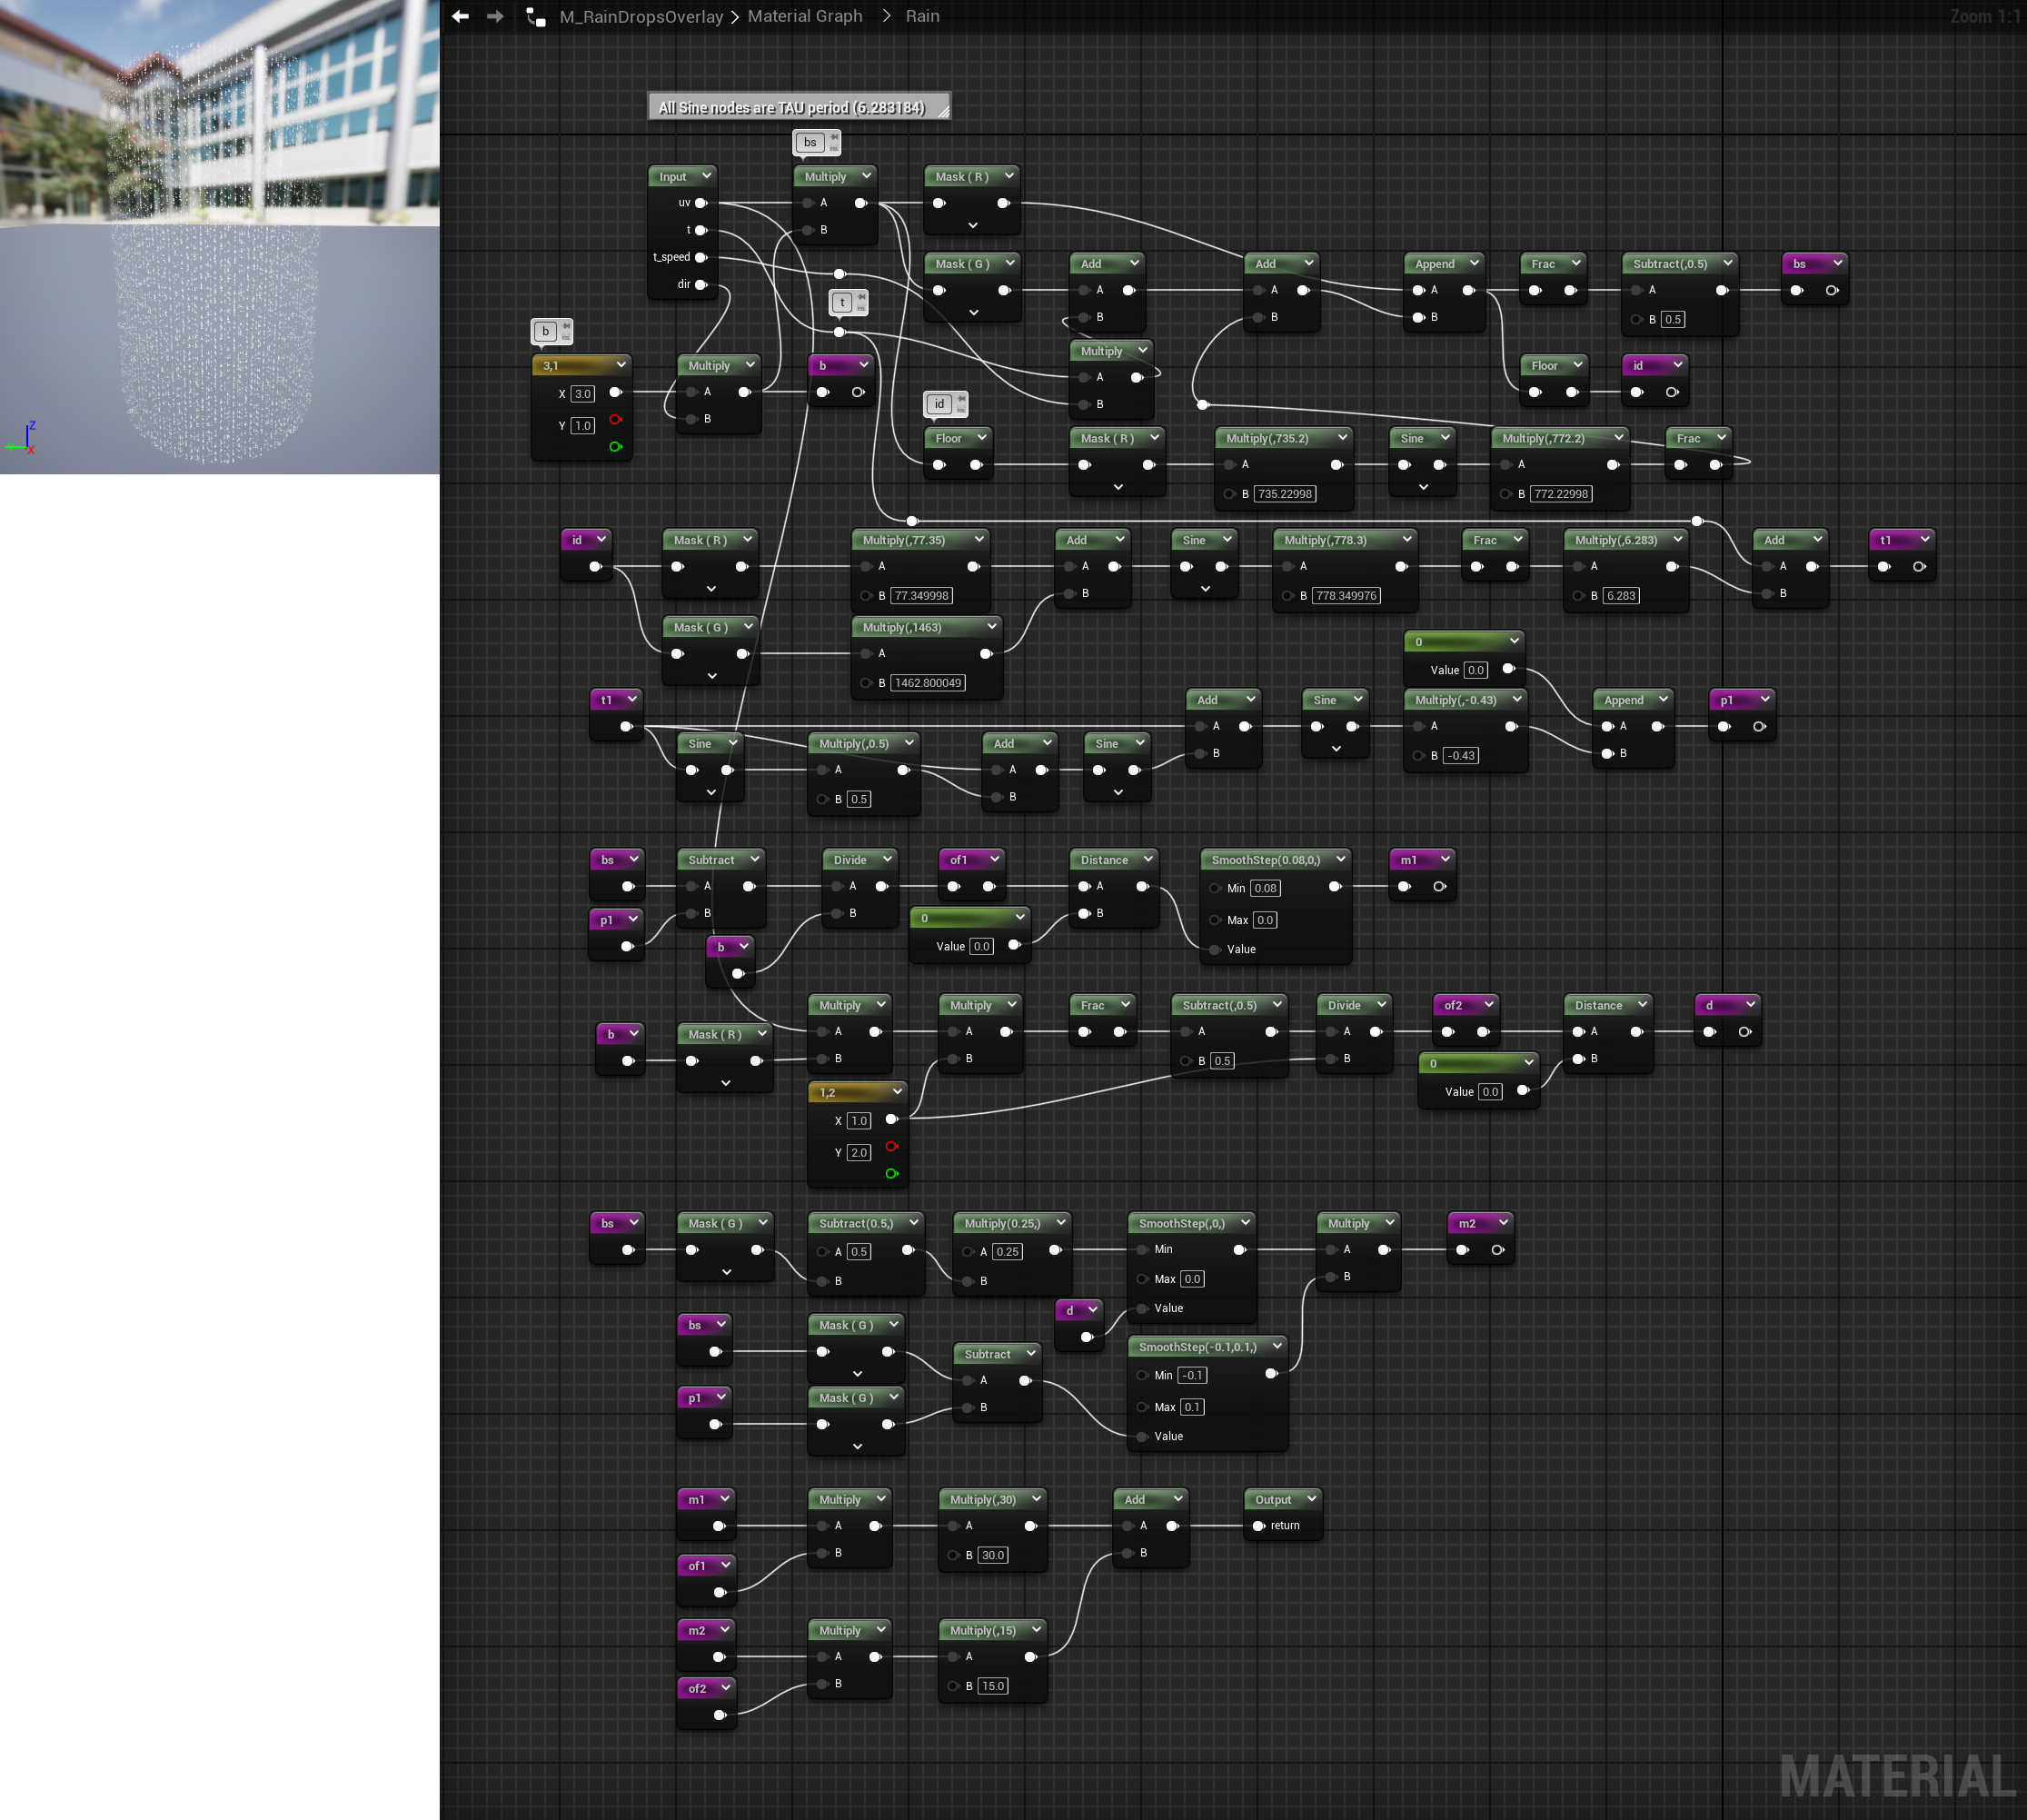 M_RainDropsOverlay > Material Graph > Rain
Zoom 1:1
All Sine nodes are TAU period (6.283184)
bs
Input
uv
t
t_speed
dir
Multiply
A
B
Mask ( R )
Mask ( G )
Add
A
B
Add
A
B
Append
A
B
Frac
Subtract(,0.5)
A
B 0.5
bs
t
b
3,1
X 3.0
Y 1.0
Multiply
A
B
b
Multiply
A
B
Floor
id
id
Floor
Mask ( R )
Multiply(,735.2)
A
B 735.22998
Sine
Multiply(,772.2)
A
B 772.22998
Frac
id
Mask ( R )
Multiply(,77.35)
A
B 77.349998
Add
A
B
Sine
Multiply(,778.3)
A
B 778.349976
Frac
Multiply(,6.283)
A
B 6.283
Add
A
B
t1
Mask ( G )
Multiply(,1463)
A
B 1462.800049
0
Value 0.0
t1
Sine
Multiply(,0.5)
A
B 0.5
Add
A
B
Sine
Add
A
B
Sine
Multiply(,-0.43)
A
B -0.43
Append
A
B
p1
bs
p1
Subtract
A
B
b
Divide
A
B
of1
0
Value 0.0
Distance
A
B
SmoothStep(0.08,0,)
Min 0.08
Max 0.0
Value
m1
b
Mask ( R )
Multiply
A
B
1,2
X 1.0
Y 2.0
Multiply
A
B
Frac
Subtract(,0.5)
A
B 0.5
Divide
A
B
of2
0
Value 0.0
Distance
A
B
d
bs
Mask ( G )
Subtract(0.5,)
A 0.5
B
Multiply(0.25,)
A 0.25
B
d
SmoothStep(,0,)
Min
Max 0.0
Value
Multiply
A
B
m2
bs
Mask ( G )
p1
Mask ( G )
Subtract
A
B
SmoothStep(-0.1,0.1,)
Min -0.1
Max 0.1
Value
m1
of1
Multiply
A
B
Multiply(,30)
A
B 30.0
Add
A
B
Output
return
m2
of2
Multiply
A
B
Multiply(,15)
A
B 15.0
Z
Y
X
MATERIAL